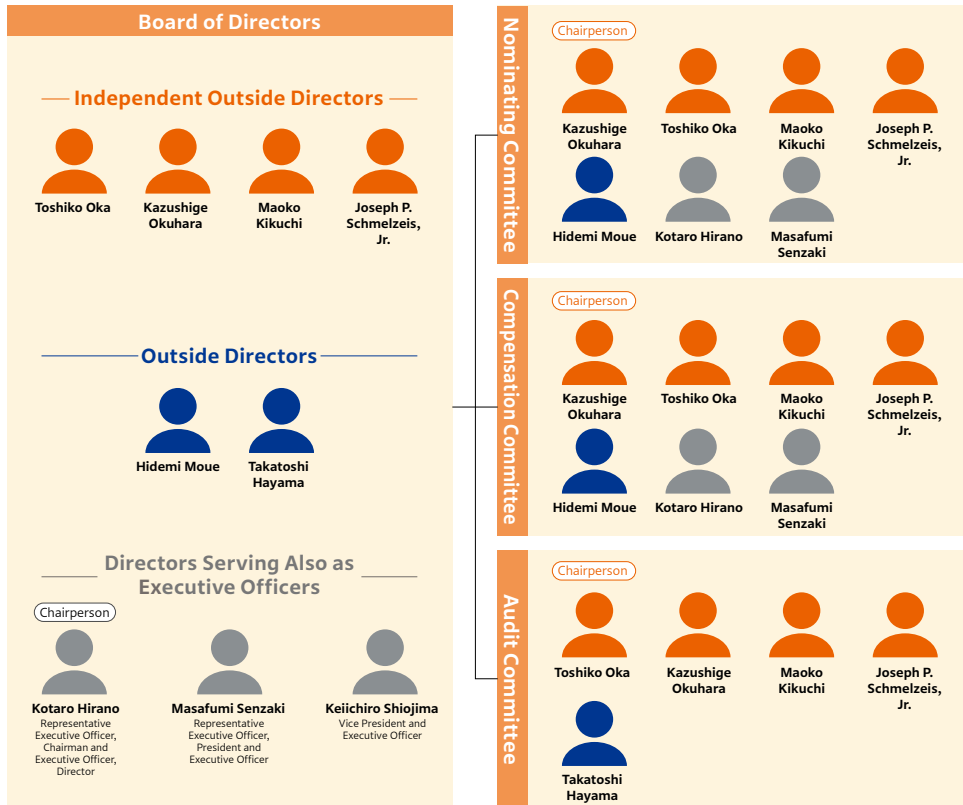 Board of Directors
Independent Outside Directors
Toshiko Oka
Kazushige
Okuhara
Maoko
Kikuchi
Joseph P.
Schmelzeis,
Jr.
Outside Directors
Hidemi Moue
Takatoshi
Hayama
Directors Serving Also as
Executive Officers
Chairperson
Kotaro Hirano
Representative
Executive Officer,
Chairman and
Executive Officer,
Director
Masafumi Senzaki
Representative
Executive Officer,
President and
Executive Officer
Keiichiro Shiojima
Vice President and
Executive Officer
Nominating Committee
Chairperson
Kazushige
Okuhara
Toshiko Oka
Maoko
Kikuchi
Joseph P.
Schmelzeis,
Jr.
Hidemi Moue
Kotaro Hirano
Masafumi
Senzaki
Compensation Committee
Chairperson
Kazushige
Okuhara
Toshiko Oka
Maoko
Kikuchi
Joseph P.
Schmelzeis,
Jr.
Hidemi Moue
Kotaro Hirano
Masafumi
Senzaki
Audit Committee
Chairperson
Toshiko Oka
Kazushige
Okuhara
Maoko
Kikuchi
Joseph P.
Schmelzeis,
Jr.
Takatoshi
Hayama